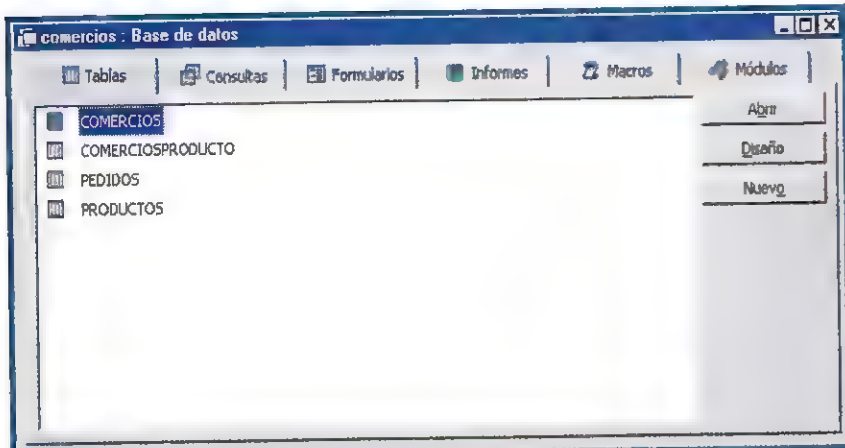 comercios : Base de datos
Tablas Consultas Formularios Informes Macros Módulos
COMERCIOS
COMERCIOSPRODUCTO
PEDIDOS
PRODUCTOS
Abrir
Diseño
Nuevo